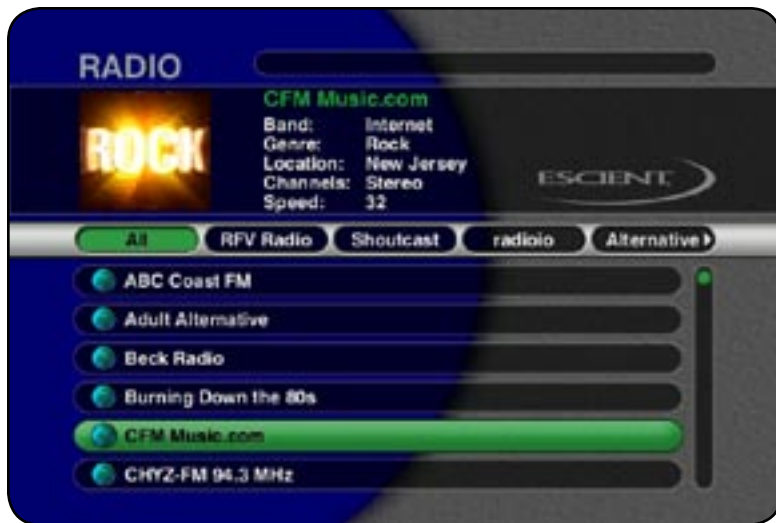 RADIO
CFM Music.com
ROCK
Band: Internet
Genre: Rock
Location: New Jersey
Channels: Stereo
Speed: 32
ESCIENT
All RFV Radio Shoutcast radioio Alternative
ABC Coast FM
Adult Alternative
Beck Radio
Burning Down the 80s
CFM Music.com
CHYZ-FM 94.3 MHz